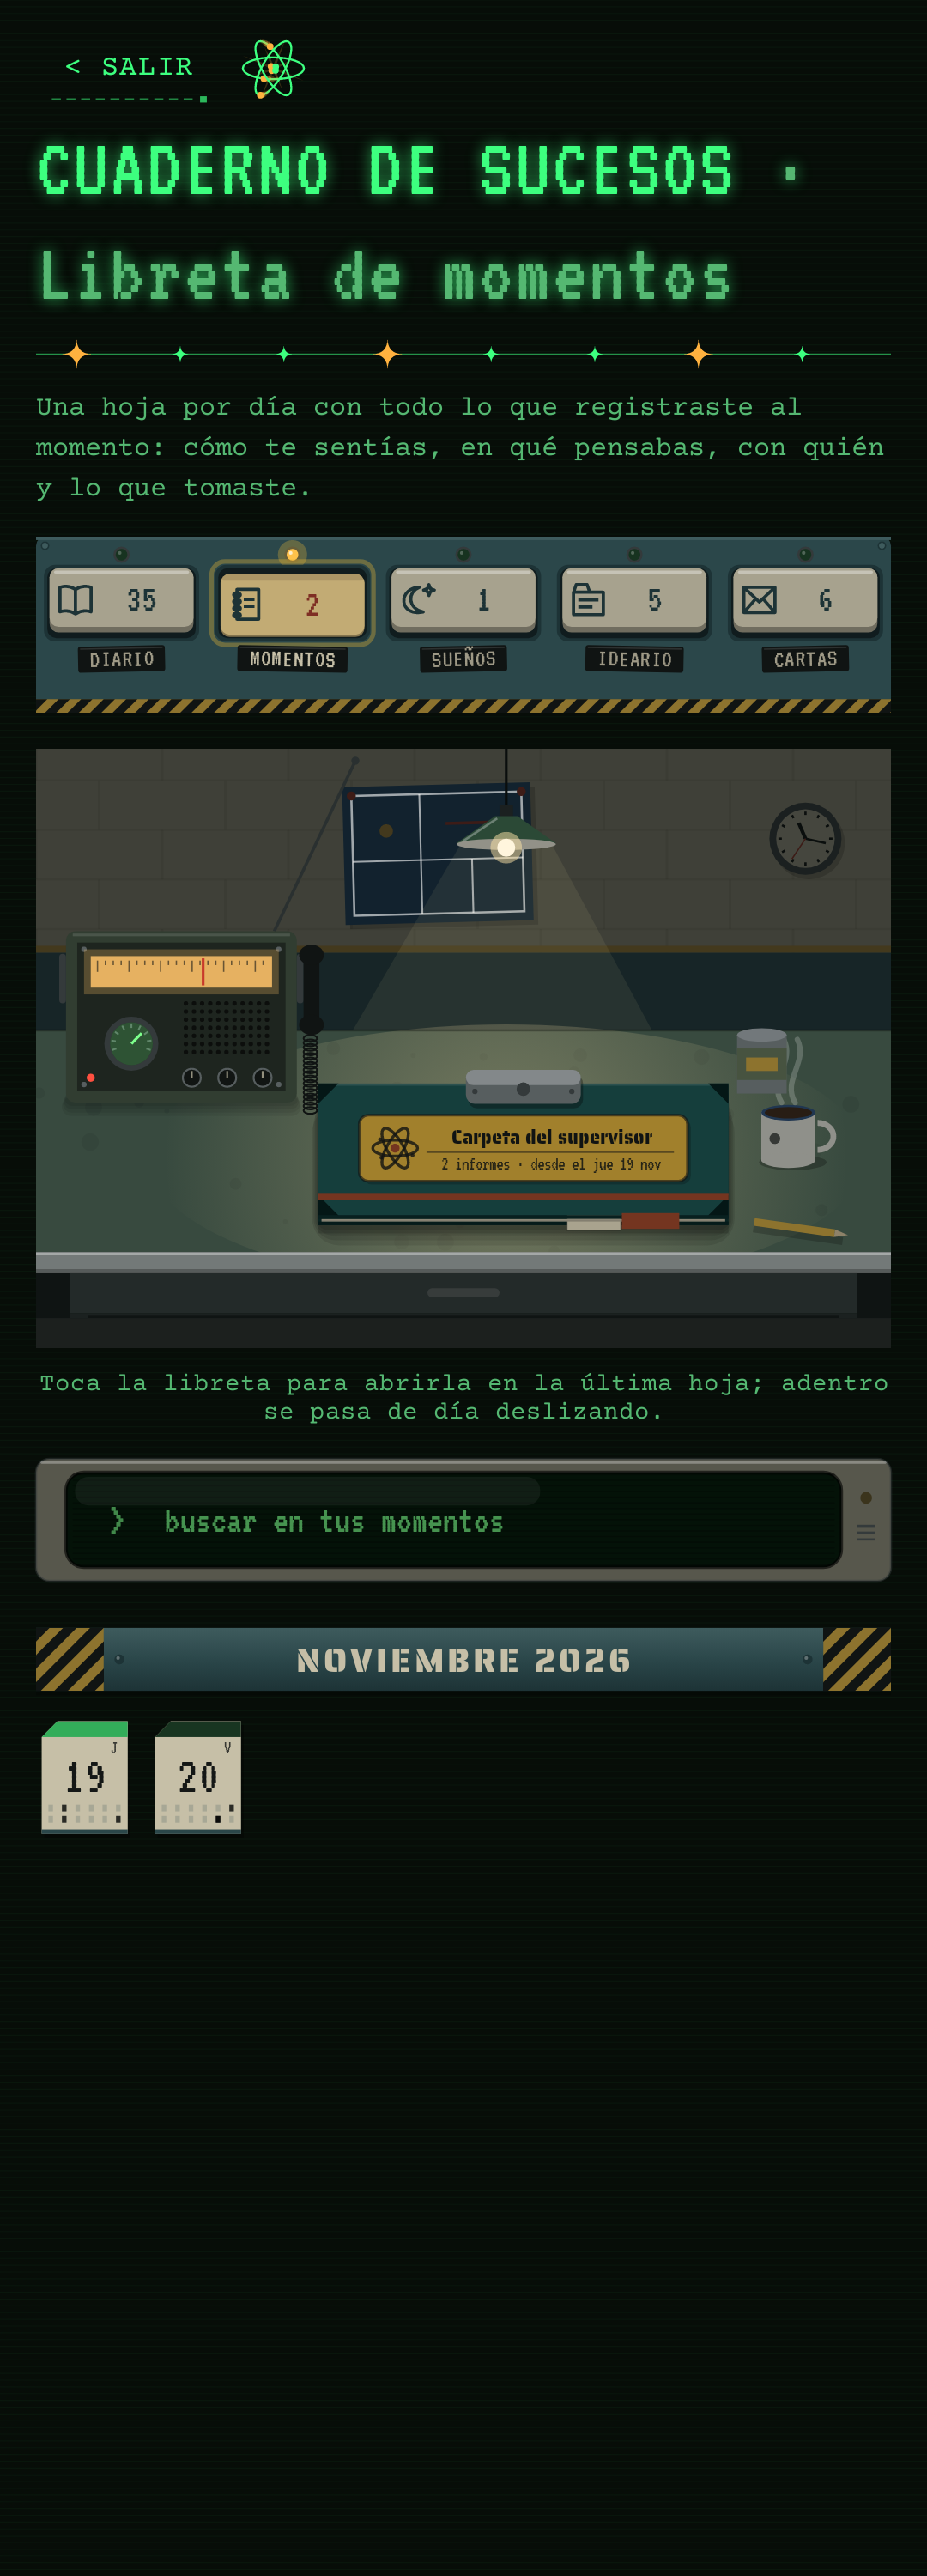 < SALIR
CUADERNO DE SUCESOS ·
Libreta de momentos
Una hoja por día con todo lo que registraste al
momento: cómo te sentías, en qué pensabas, con quién
y lo que tomaste.
35 2 1 5 6
DIARIO MOMENTOS SUEÑOS IDEARIO CARTAS
Carpeta del supervisor
2 informes · desde el jue 19 nov
Toca la libreta para abrirla en la última hoja; adentro
se pasa de día deslizando.
> buscar en tus momentos
NOVIEMBRE 2026
J V
19 20